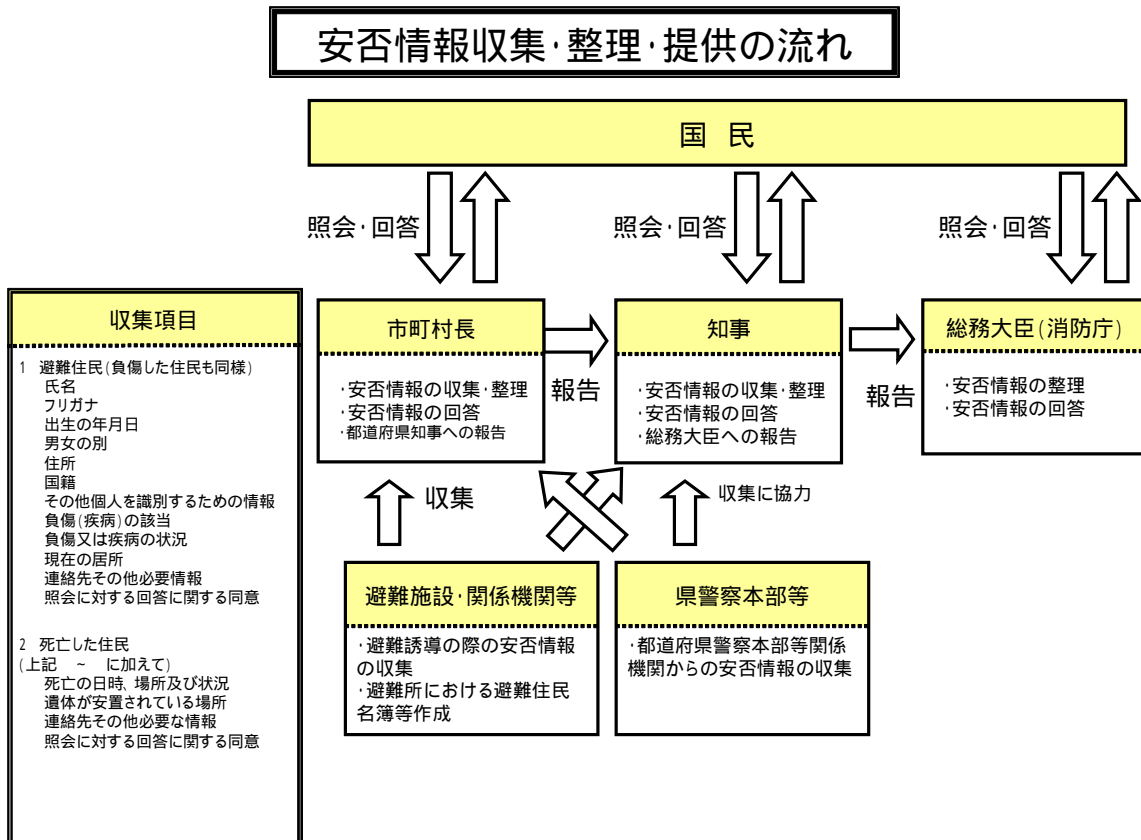 安否情報収集・整理・提供の流れ
国 民
照会・回答
照会・回答
照会・回答
収集項目
1 避難住民(負傷した住民も同様)
氏名
フリガナ
出生の年月日
男女の別
住所
国籍
その他個人を識別するための情報
負傷(疾病)の該当
負傷又は疾病の状況
現在の居所
連絡先その他必要情報
照会に対する回答に関する同意
2 死亡した住民
(上記 ~ に加えて)
死亡の日時、場所及び状況
遺体が安置されている場所
連絡先その他必要な情報
照会に対する回答に関する同意
市町村長
・安否情報の収集・整理
・安否情報の回答
・都道府県知事への報告
報告
知事
・安否情報の収集・整理
・安否情報の回答
・総務大臣への報告
報告
総務大臣(消防庁)
・安否情報の整理
・安否情報の回答
収集
収集に協力
避難施設・関係機関等
・避難誘導の際の安否情報
の収集
・避難所における避難住民
名簿等作成
県警察本部等
・都道府県警察本部等関係
機関からの安否情報の収集